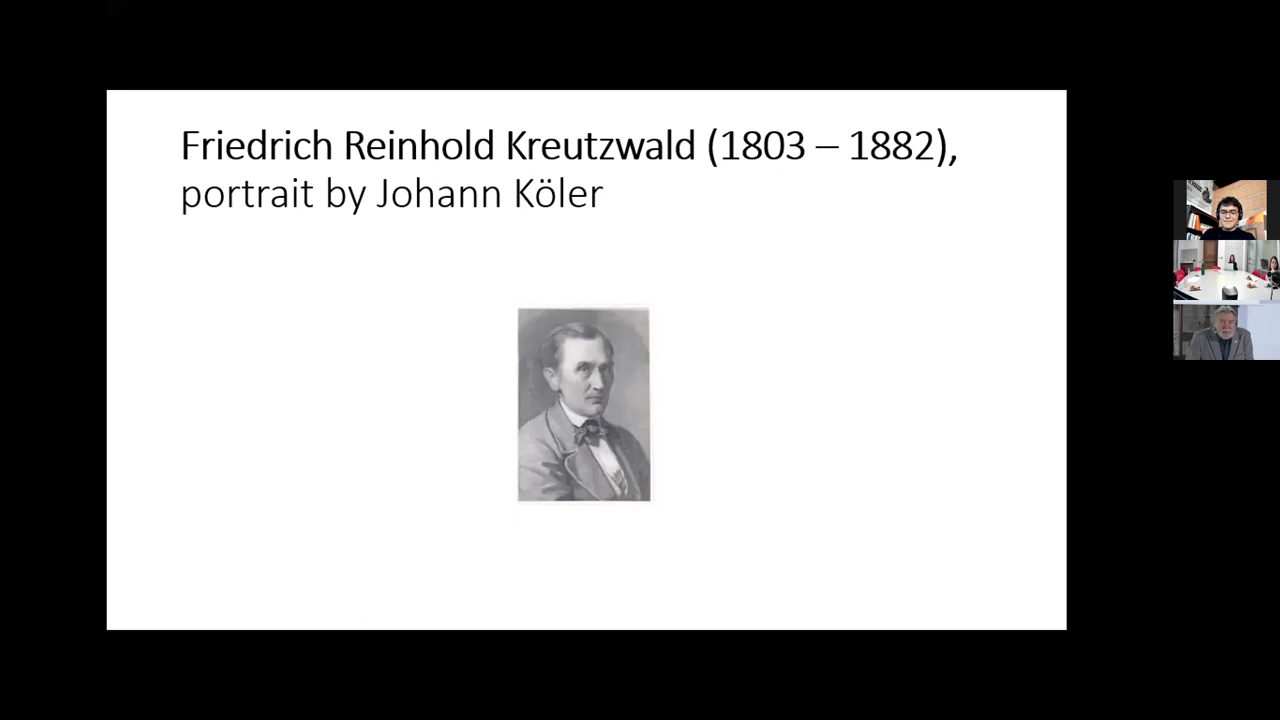 Friedrich Reinhold Kreutzwald (1803 – 1882),
portrait by Johann Köler